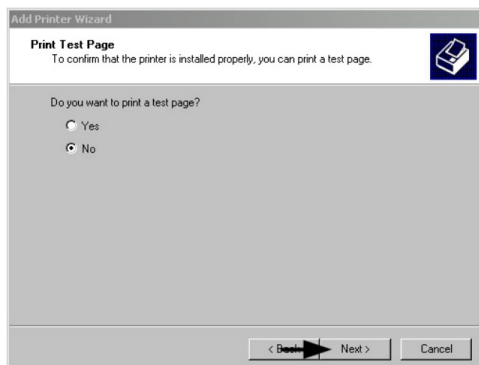 Add Printer Wizard
Print Test Page
To confirm that the printer is installed properly, you can print a test page.
Do you want to print a test page?
Yes
No
< Back Next > Cancel